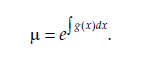 μ = e^{∫ g(x)dx}.